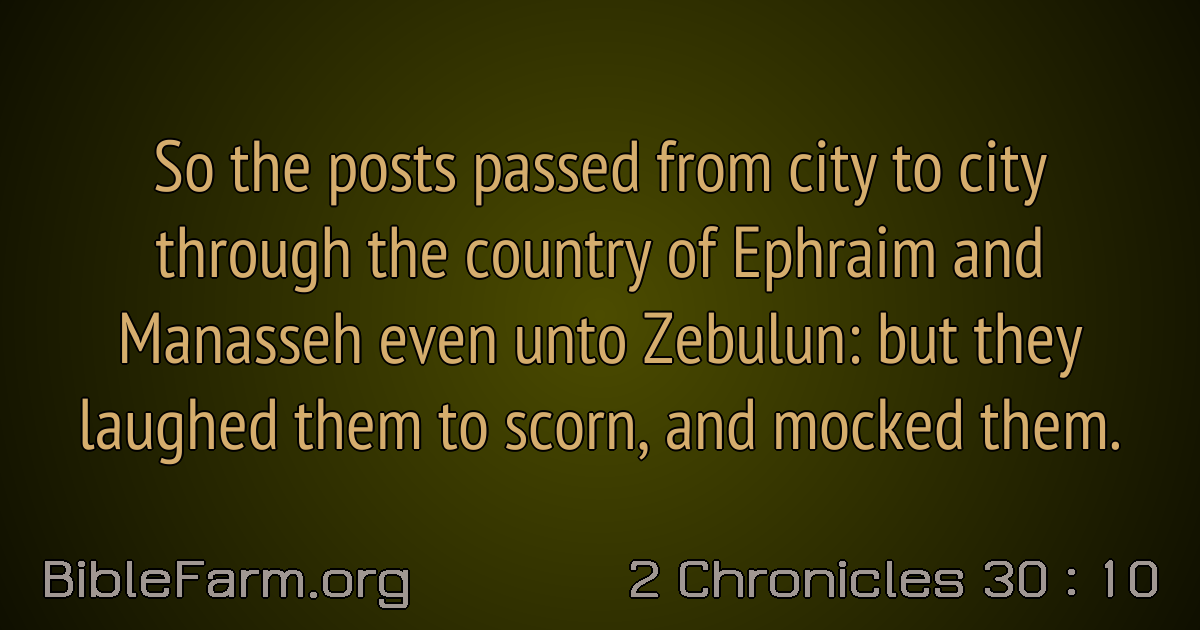 So the posts passed from city to city
through the country of Ephraim and
Manasseh even unto Zebulun: but they
laughed them to scorn, and mocked them.
BibleFarm.org
2 Chronicles 30 : 10